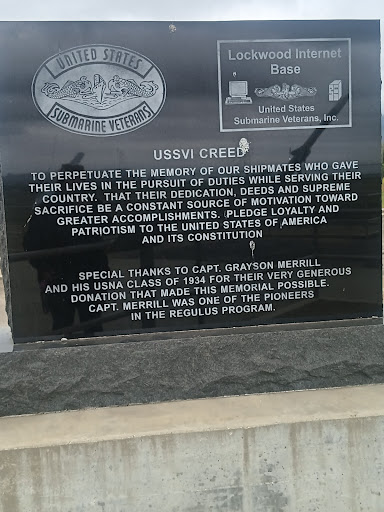 UNITED STATES
SUBMARINE VETERANS
Lockwood Internet
Base
United States
Submarine Veterans, Inc.
USSVI CREED
TO PERPETUATE THE MEMORY OF OUR SHIPMATES WHO GAVE
THEIR LIVES IN THE PURSUIT OF DUTIES WHILE SERVING THEIR
COUNTRY. THAT THEIR DEDICATION, DEEDS AND SUPREME
SACRIFICE BE A CONSTANT SOURCE OF MOTIVATION TOWARD
GREATER ACCOMPLISHMENTS. PLEDGE LOYALTY AND
PATRIOTISM TO THE UNITED STATES OF AMERICA
AND ITS CONSTITUTION
SPECIAL THANKS TO CAPT. GRAYSON MERRILL
AND HIS USNA CLASS OF 1934 FOR THEIR VERY GENEROUS
DONATION THAT MADE THIS MEMORIAL POSSIBLE.
CAPT. MERRILL WAS ONE OF THE PIONEERS
IN THE REGULUS PROGRAM.